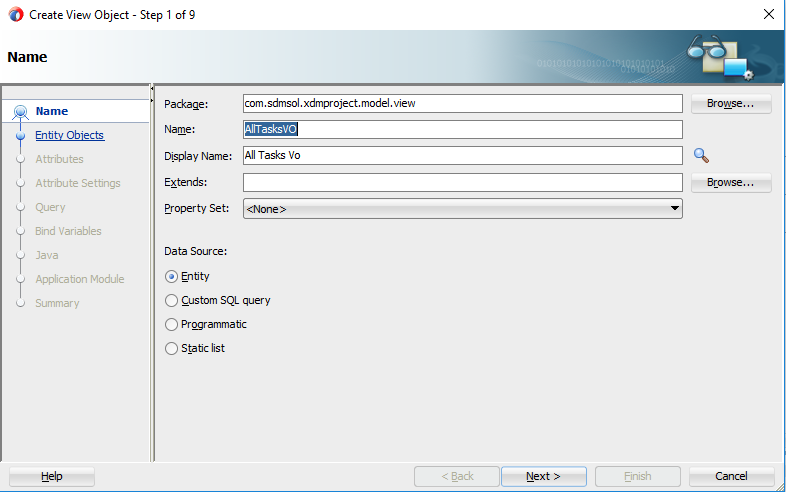 Create View Object - Step 1 of 9
Name
Name
Entity Objects
Attributes
Attribute Settings
Query
Bind Variables
Java
Application Module
Summary
Package: com.sdmsol.xdmproject.model.view Browse...
Name: AllTasksVO
Display Name: All Tasks Vo
Extends: Browse...
Property Set: <None>
Data Source:
Entity
Custom SQL query
Programmatic
Static list
Help < Back Next > Finish Cancel